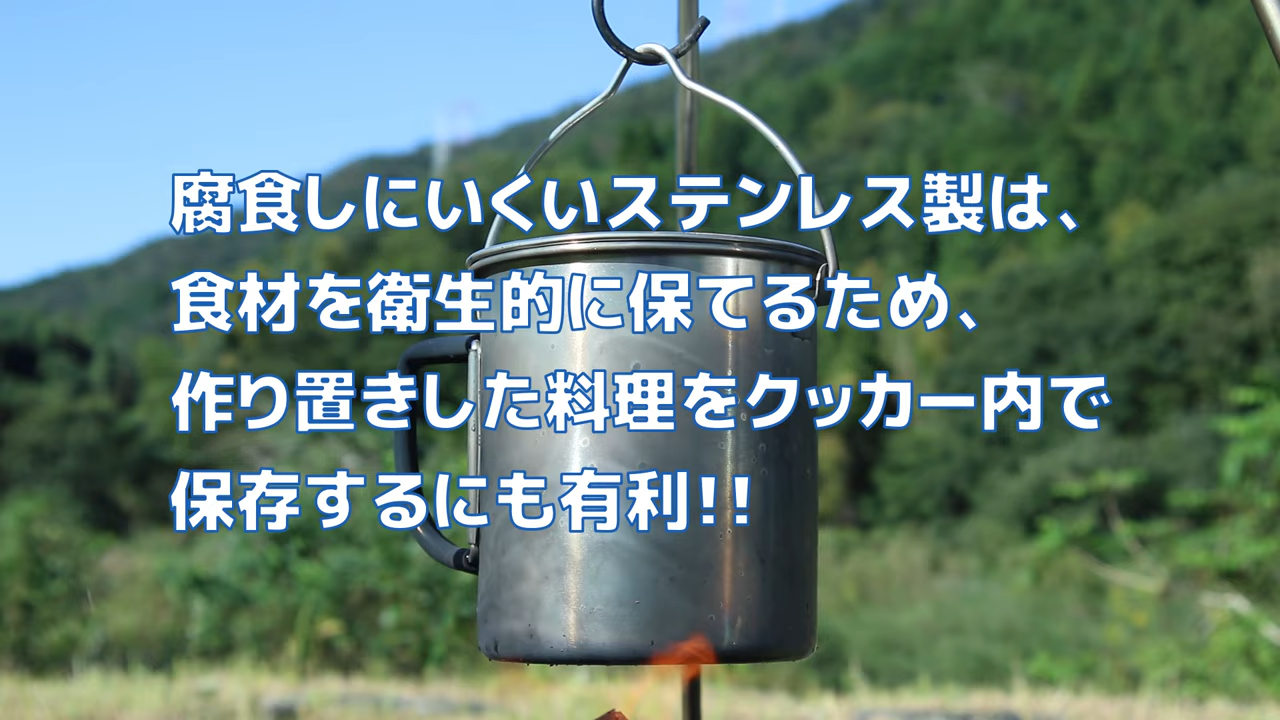 腐食しにいくいステンレス製は、
食材を衛生的に保てるため、
作り置きした料理をクッカー内で
保存するにも有利!!